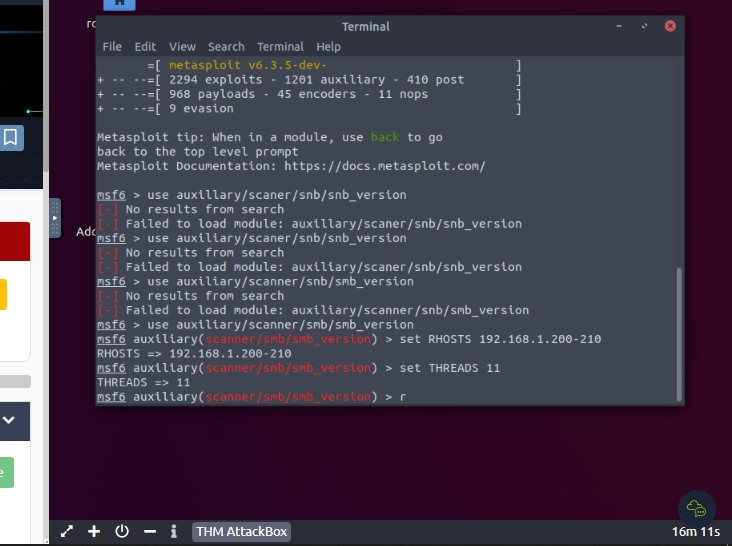 rc
Terminal
File Edit View Search Terminal Help
=[ metasploit v6.3.5-dev- ]
+ -- --=[ 2294 exploits - 1201 auxiliary - 410 post ]
+ -- --=[ 968 payloads - 45 encoders - 11 nops ]
+ -- --=[ 9 evasion ]
Metasploit tip: When in a module, use back to go
back to the top level prompt
Metasploit Documentation: https://docs.metasploit.com/
msf6 > use auxillary/scaner/snb/snb_version
[-] No results from search
[-] Failed to load module: auxillary/scaner/snb/snb_version
msf6 > use auxiliary/scaner/snb/snb_version
[-] No results from search
[-] Failed to load module: auxiliary/scaner/snb/snb_version
msf6 > use auxiliary/scanner/snb/smb_version
[-] No results from search
[-] Failed to load module: auxiliary/scanner/snb/smb_version
msf6 > use auxiliary/scanner/smb/smb_version
msf6 auxiliary(scanner/smb/smb_version) > set RHOSTS 192.168.1.200-210
RHOSTS => 192.168.1.200-210
msf6 auxiliary(scanner/smb/smb_version) > set THREADS 11
THREADS => 11
msf6 auxiliary(scanner/smb/smb_version) > r
Adc
e
THM AttackBox
16m 11s